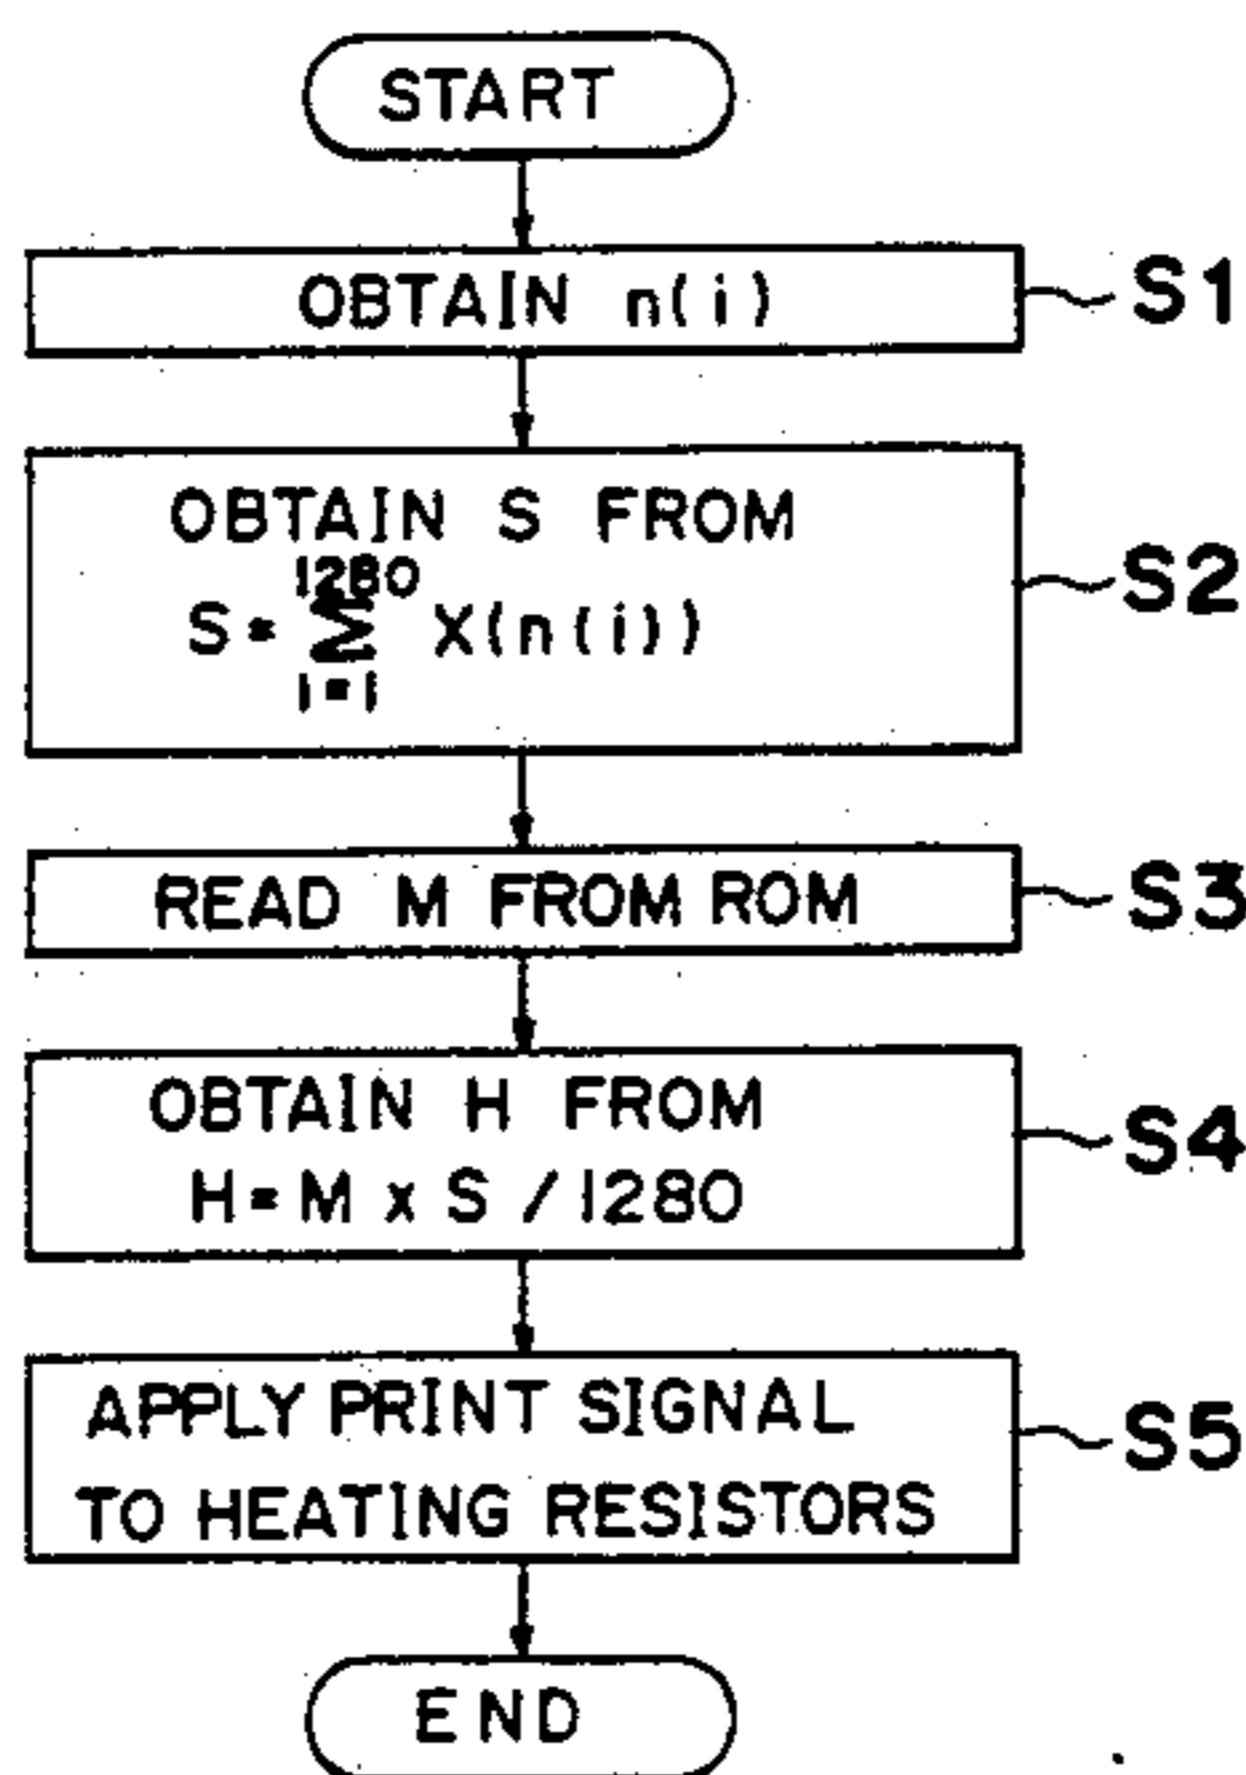 START
OBTAIN n(i)
S1
OBTAIN S FROM
1280
S = Σ X(n(i))
i = 1
S2
READ M FROM ROM
S3
OBTAIN H FROM
H = M x S / 1280
S4
APPLY PRINT SIGNAL
TO HEATING RESISTORS
S5
END